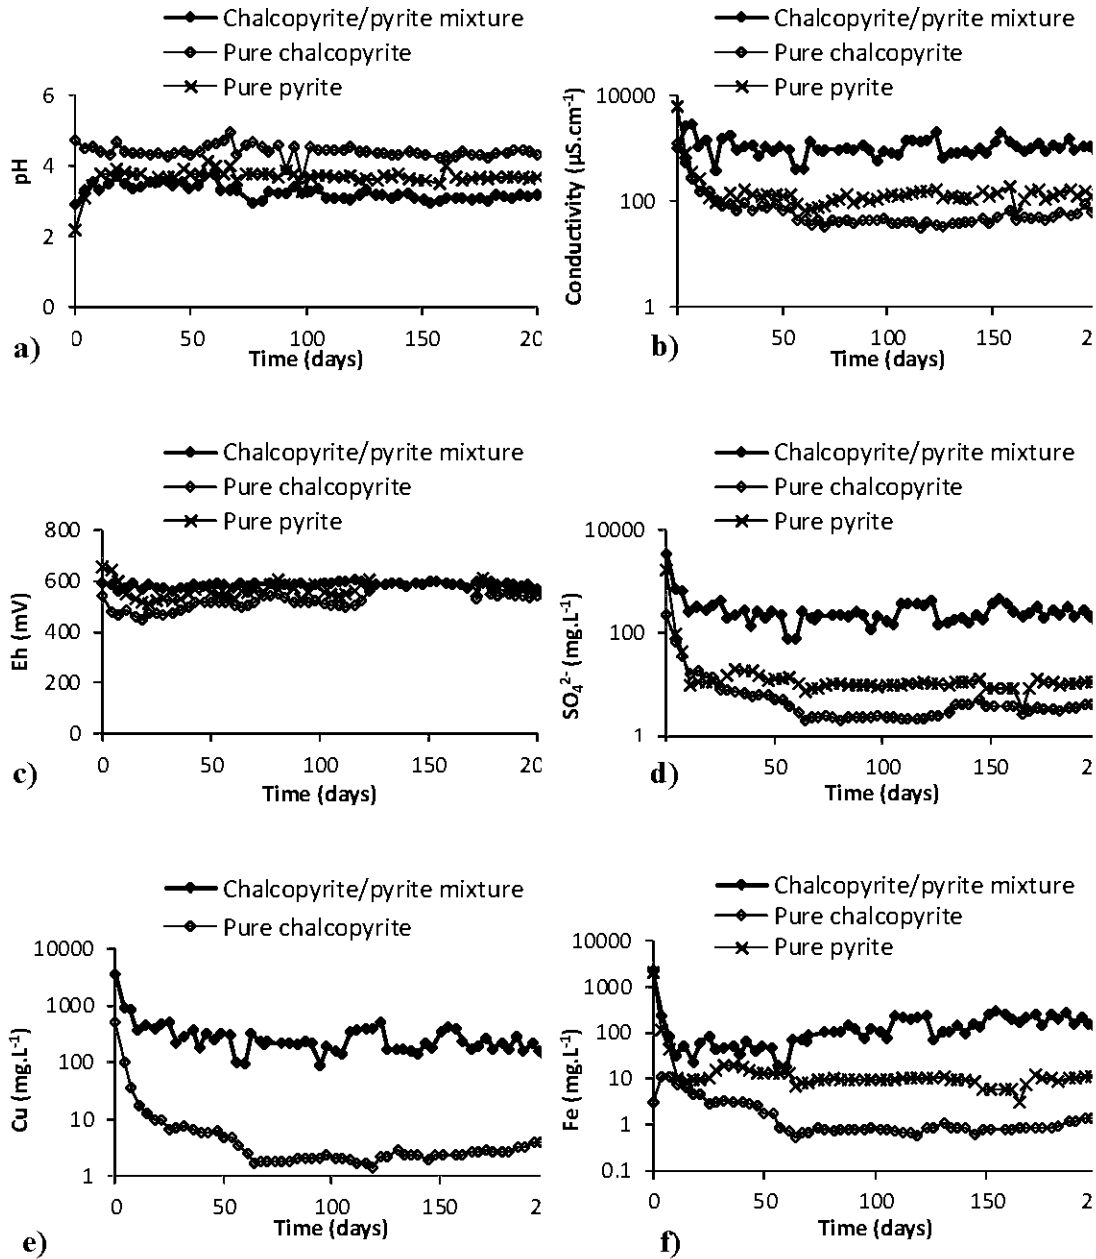 Chalcopyrite/pyrite mixture
Pure chalcopyrite
Pure pyrite
6
4
2
0
pH
0 50 100 150 20
Time (days)
a)
Chalcopyrite/pyrite mixture
Pure chalcopyrite
Pure pyrite
10000
100
1
Conductivity (µS.cm⁻¹)
0 50 100 150 2
Time (days)
b)
Chalcopyrite/pyrite mixture
Pure chalcopyrite
Pure pyrite
800
600
400
200
0
Eh (mV)
0 50 100 150 20
Time (days)
c)
Chalcopyrite/pyrite mixture
Pure chalcopyrite
Pure pyrite
10000
100
1
SO₄²⁻ (mg.L⁻¹)
0 50 100 150 2
Time (days)
d)
Chalcopyrite/pyrite mixture
Pure chalcopyrite
10000
1000
100
10
1
Cu (mg.L⁻¹)
0 50 100 150 2
Time (days)
e)
Chalcopyrite/pyrite mixture
Pure chalcopyrite
Pure pyrite
10000
1000
100
10
1
0.1
Fe (mg.L⁻¹)
0 50 100 150 2
Time (days)
f)